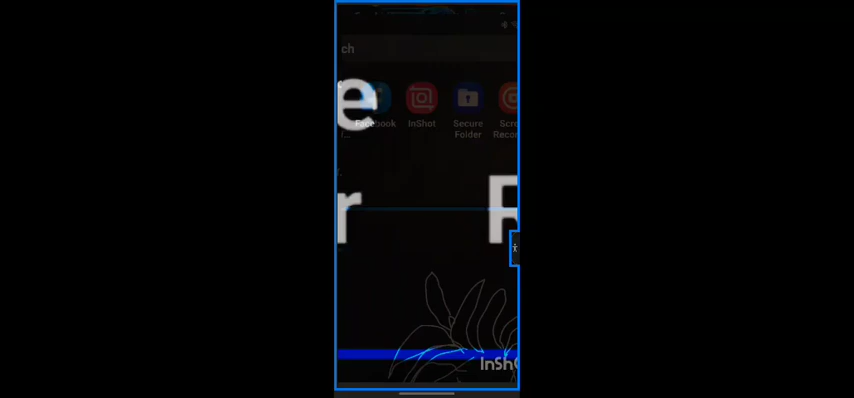 ch
e
Facebook
InShot
Secure
Folder
Scre
Recor
r
InSh